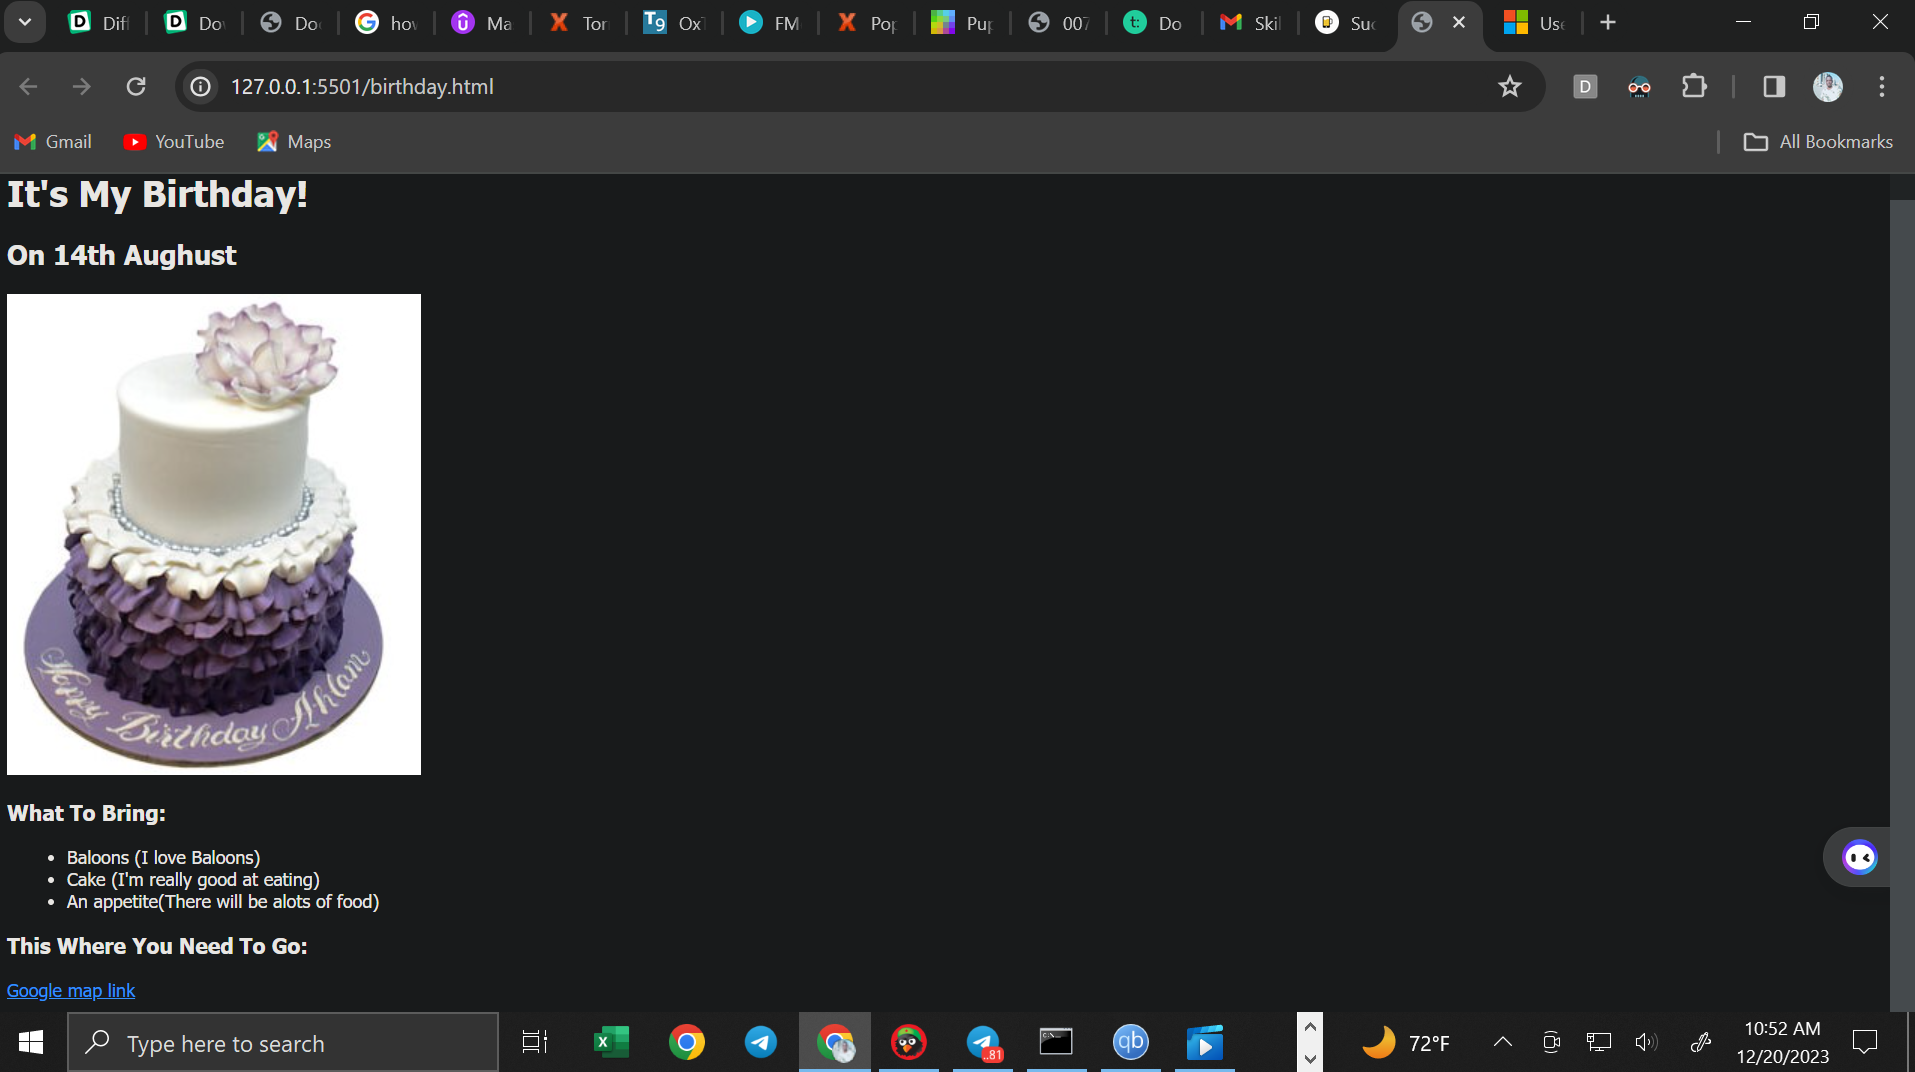 Dif
Do
Do
hov
Ma
Tor
T9
Ox
FM
Pop
Pup
007
t:
Do
Skil
Suc
Use
127.0.0.1:5501/birthday.html
D
Gmail
YouTube
Maps
All Bookmarks
It's My Birthday!
On 14th Aughust
Happy Birthday Ahlam
What To Bring:
Baloons (I love Baloons)
Cake (I'm really good at eating)
An appetite(There will be alots of food)
This Where You Need To Go:
Google map link
Type here to search
..81
qb
72°F
10:52 AM
12/20/2023